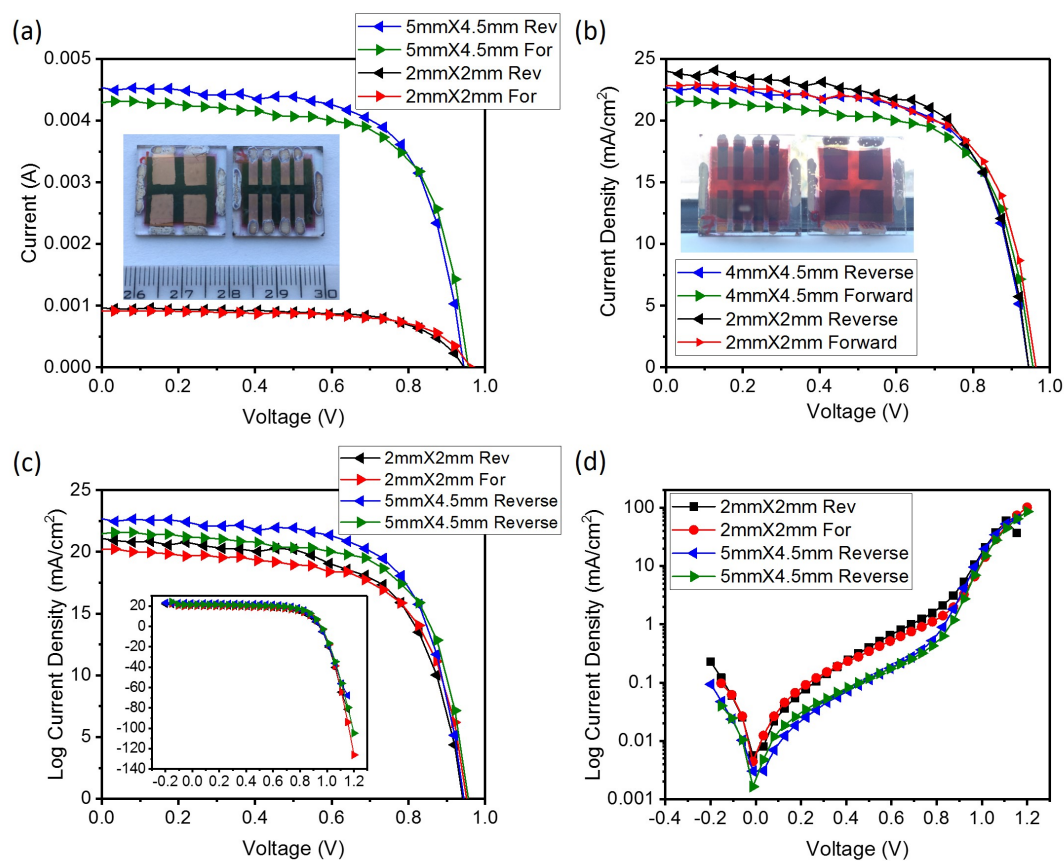 (a)
5mmX4.5mm Rev
5mmX4.5mm For
2mmX2mm Rev
2mmX2mm For
0.005
0.004
0.003
0.002
0.001
0.000
Current (A)
26 27 28 29 30
0.0 0.2 0.4 0.6 0.8 1.0
Voltage (V)
(b)
25
20
15
10
5
0
Current Density (mA/cm²)
4mmX4.5mm Reverse
4mmX4.5mm Forward
2mmX2mm Reverse
2mmX2mm Forward
0.0 0.2 0.4 0.6 0.8 1.0
Voltage (V)
(c)
2mmX2mm Rev
2mmX2mm For
5mmX4.5mm Reverse
5mmX4.5mm Reverse
25
20
15
10
5
0
Log Current Density (mA/cm²)
20
0
-20
-40
-60
-80
-100
-120
-140
-0.2 0.0 0.2 0.4 0.6 0.8 1.0 1.2
0.0 0.2 0.4 0.6 0.8 1.0
Voltage (V)
(d)
2mmX2mm Rev
2mmX2mm For
5mmX4.5mm Reverse
5mmX4.5mm Reverse
100
10
1
0.1
0.01
0.001
Log Current Density (mA/cm²)
-0.4 -0.2 0.0 0.2 0.4 0.6 0.8 1.0 1.2
Voltage (V)